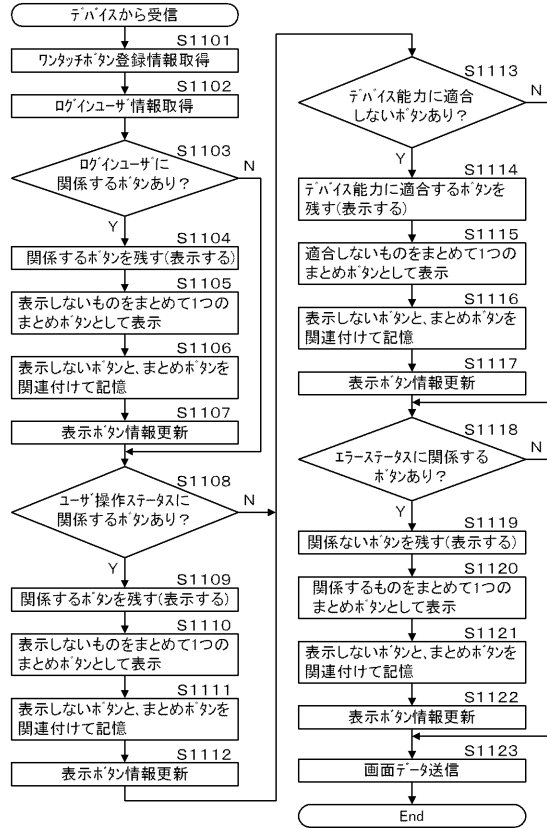 デバイスから受信
S1101
ワンタッチボタン登録情報取得
S1102
ログインユーザ情報取得
S1103
ログインユーザに
関係するボタンあり？
N
Y
S1104
関係するボタンを残す(表示する)
S1105
表示しないものをまとめて1つの
まとめボタンとして表示
S1106
表示しないボタンと、まとめボタンを
関連付けて記憶
S1107
表示ボタン情報更新
S1108
ユーザ操作ステータスに
関係するボタンあり？
N
Y
S1109
関係するボタンを残す(表示する)
S1110
表示しないものをまとめて1つの
まとめボタンとして表示
S1111
表示しないボタンと、まとめボタンを
関連付けて記憶
S1112
表示ボタン情報更新
S1113
デバイス能力に適合
しないボタンあり？
N
Y
S1114
デバイス能力に適合するボタンを
残す(表示する)
S1115
適合しないものをまとめて1つの
まとめボタンとして表示
S1116
表示しないボタンと、まとめボタンを
関連付けて記憶
S1117
表示ボタン情報更新
S1118
エラーステータスに関係する
ボタンあり？
N
Y
S1119
関係ないボタンを残す(表示する)
S1120
関係するものをまとめて1つの
まとめボタンとして表示
S1121
表示しないボタンと、まとめボタンを
関連付けて記憶
S1122
表示ボタン情報更新
S1123
画面データ送信
End